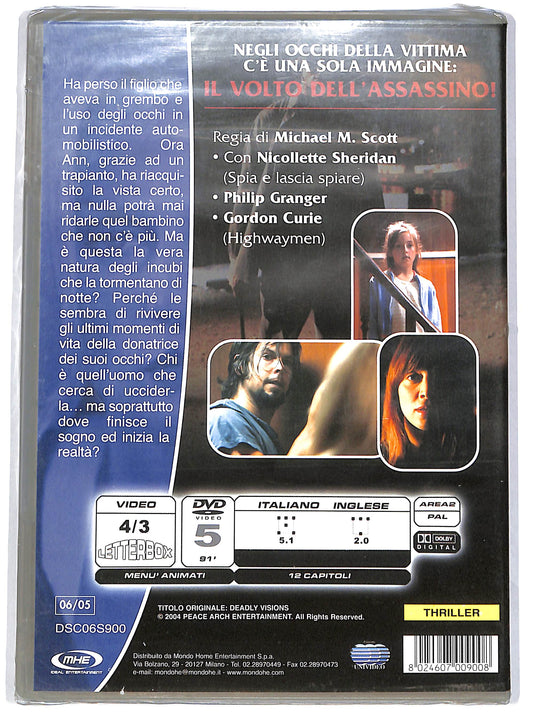 NEGLI OCCHI DELLA VITTIMA
C'È UNA SOLA IMMAGINE:
IL VOLTO DELL'ASSASSINO!
Ha perso il figlio che
aveva in grembo e
l'uso degli occhi in
un incidente auto-
mobilistico. Ora
Ann, grazie ad un
trapianto, ha riacqui-
sito la vista certo,
ma nulla potrà mai
ridarle quel bambino
che non c'è più. Ma
è questa la vera
natura degli incubi
che la tormentano di
notte? Perché le
sembra di rivivere
gli ultimi momenti di
vita della donatrice
dei suoi occhi? Chi
è quell'uomo che
cerca di uccider-
la... ma soprattutto
dove finisce il
sogno ed inizia la
realtà?
Regia di Michael M. Scott
• Con Nicollette Sheridan
(Spia e lascia spiare)
• Philip Granger
• Gordon Curie
(Highwaymen)
VIDEO
4/3
LETTERBOX
DVD
VIDEO
5
91'
ITALIANO
5.1
INGLESE
2.0
AREA2
PAL
DOLBY
DIGITAL
MENU' ANIMATI
12 CAPITOLI
06/05
DSC06S900
TITOLO ORIGINALE: DEADLY VISIONS
© 2004 PEACE ARCH ENTERTAINMENT. All Rights Reserved.
THRILLER
MHE
IDEAL ENTERTAINMENT
Distribuito da Mondo Home Entertainment S.p.a.
Via Bolzano, 29 - 20127 Milano - Tel. 02.28970449 - Fax 02.28970473
e-mail: mondohe@mondohe.com - www.mondohe.com
UNIVIDEO
8 024607 009008